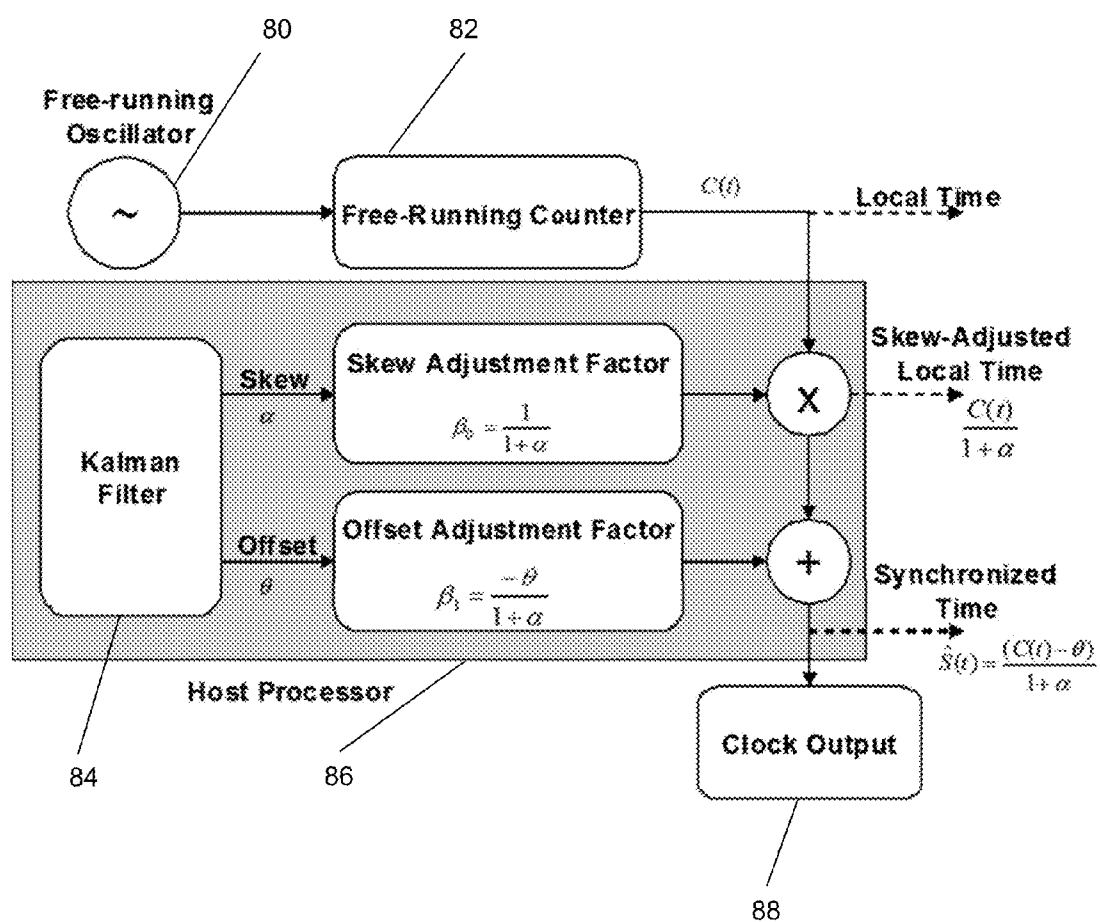 80
82
Free-running
Oscillator
~
Free-Running Counter
C(t)
Local Time
Skew
α
Skew Adjustment Factor
β₀ = 1/(1+α)
X
Skew-Adjusted
Local Time
C(t)/(1+α)
Kalman
Filter
Offset
θ
Offset Adjustment Factor
β₁ = -θ/(1+α)
+
Synchronized
Time
Ŝ(t) = (C(t) - θ)/(1+α)
Host Processor
Clock Output
84
86
88